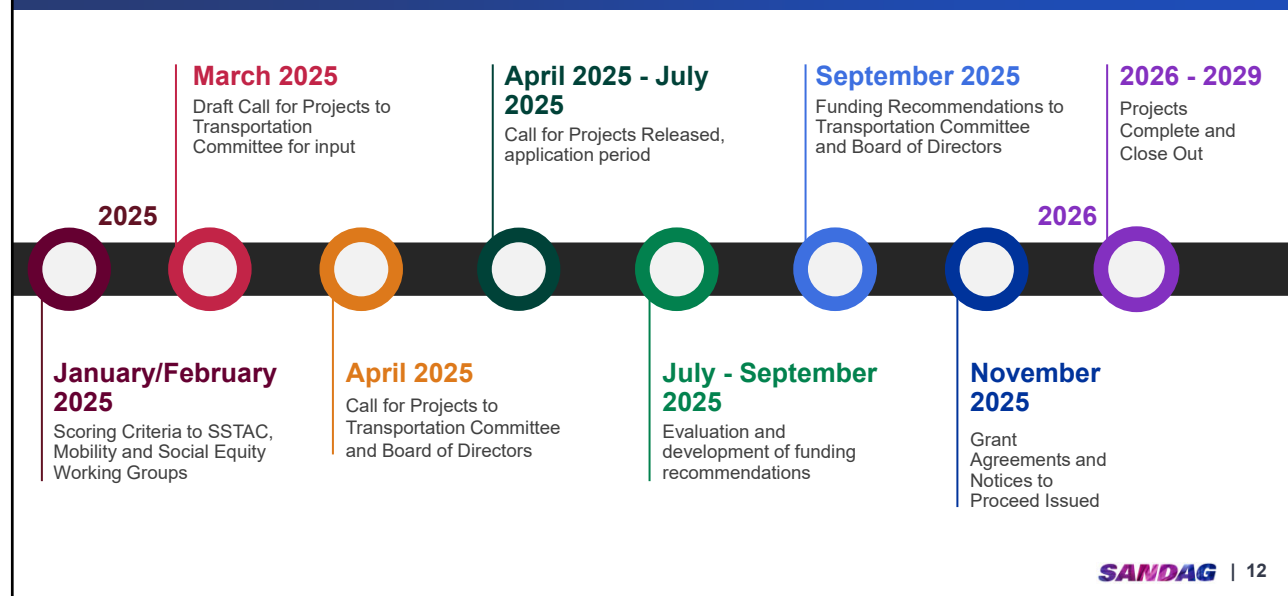 March 2025
Draft Call for Projects to
Transportation
Committee for input
April 2025 - July
2025
Call for Projects Released,
application period
September 2025
Funding Recommendations to
Transportation Committee
and Board of Directors
2026 - 2029
Projects
Complete and
Close Out
2025
2026
January/February
2025
Scoring Criteria to SSTAC,
Mobility and Social Equity
Working Groups
April 2025
Call for Projects to
Transportation Committee
and Board of Directors
July - September
2025
Evaluation and
development of funding
recommendations
November
2025
Grant
Agreements and
Notices to
Proceed Issued
SANDAG | 12